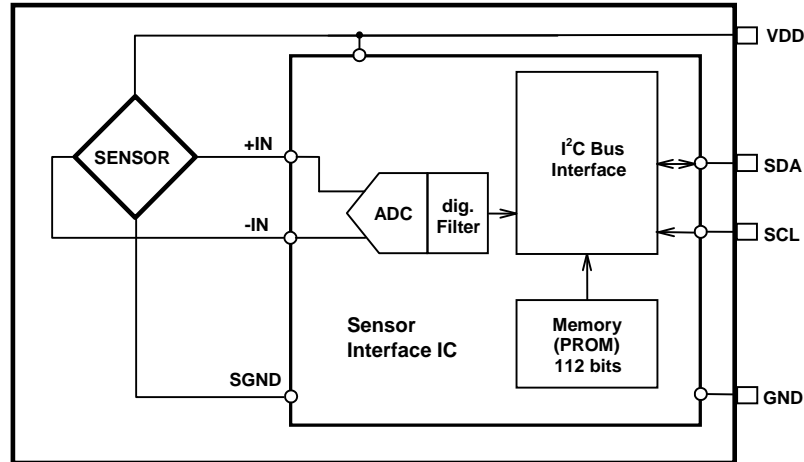 VDD
SENSOR
+IN
-IN
ADC
dig.
Filter
I²C Bus
Interface
SDA
SCL
Sensor
Interface IC
Memory
(PROM)
112 bits
SGND
GND